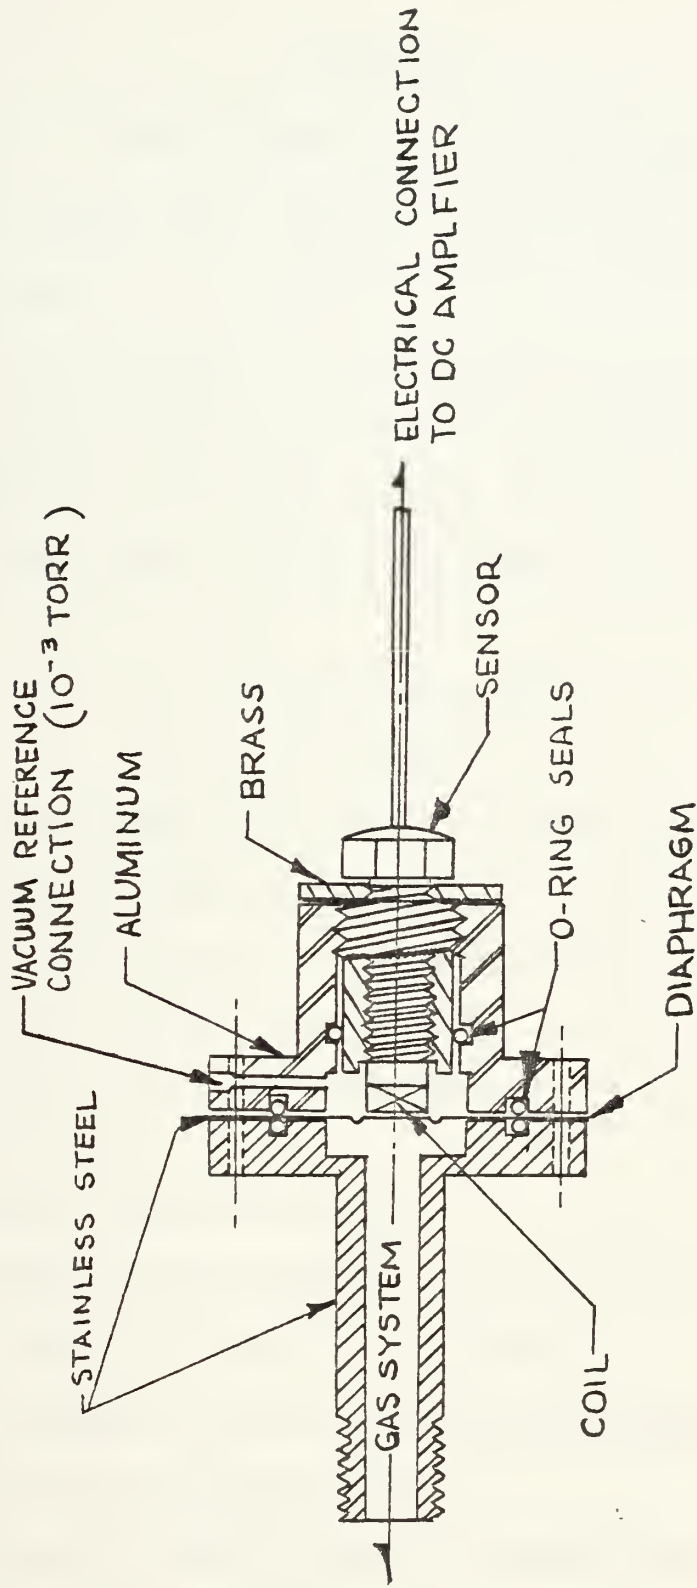 VACUUM REFERENCE
CONNECTION (10⁻³ TORR)
STAINLESS STEEL
ALUMINUM
BRASS
ELECTRICAL CONNECTION
TO DC AMPLFIER
GAS SYSTEM
SENSOR
O-RING SEALS
COIL
DIAPHRAGM